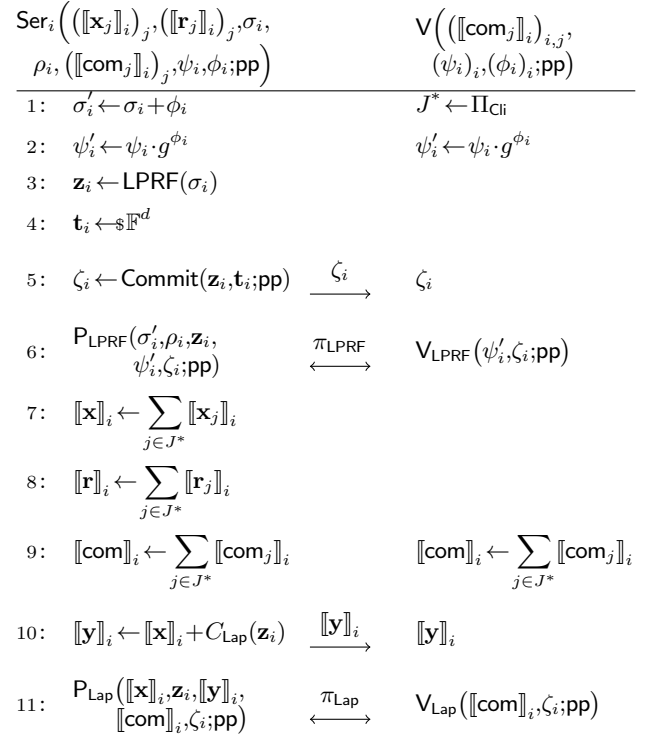 Ser_i((⟦x_j⟧_i)_j,(⟦r_j⟧_i)_j,σ_i,    V((⟦com_j⟧_i)_{i,j},
ρ_i,(⟦com_j⟧_i)_j,ψ_i,φ_i;pp)    (ψ_i)_i,(φ_i)_i;pp)
1: σ′_i←σ_i+φ_i    J*←Π_Cli
2: ψ′_i←ψ_i·g^{φ_i}    ψ′_i←ψ_i·g^{φ_i}
3: z_i←LPRF(σ_i)
4: t_i←$𝔽^d
5: ζ_i←Commit(z_i,t_i;pp)    ζ_i ⟶    ζ_i
6: P_LPRF(σ′_i,ρ_i,z_i,    π_LPRF ⟷    V_LPRF(ψ′_i,ζ_i;pp)
ψ′_i,ζ_i;pp)
7: ⟦x⟧_i←∑_{j∈J*}⟦x_j⟧_i
8: ⟦r⟧_i←∑_{j∈J*}⟦r_j⟧_i
9: ⟦com⟧_i←∑_{j∈J*}⟦com_j⟧_i    ⟦com⟧_i←∑_{j∈J*}⟦com_j⟧_i
10: ⟦y⟧_i←⟦x⟧_i+C_Lap(z_i)    ⟦y⟧_i ⟶    ⟦y⟧_i
11: P_Lap(⟦x⟧_i,z_i,⟦y⟧_i,    π_Lap ⟷    V_Lap(⟦com⟧_i,ζ_i;pp)
⟦com⟧_i,ζ_i;pp)